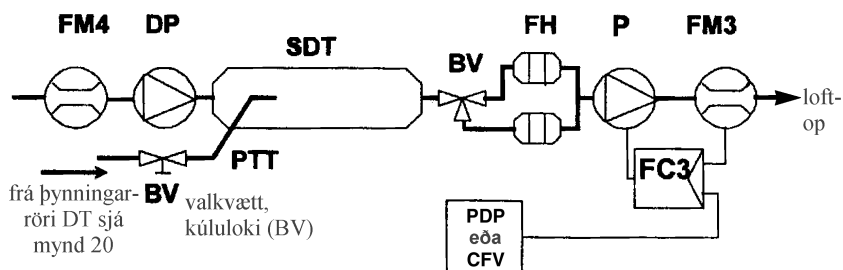 FM4 DP SDT BV FH P FM3
loft-
op
PTT
BV
FC3
frá þynningar-
röri DT sjá
mynd 20
valkvætt,
kúluloki (BV)
PDP
eða
CFV